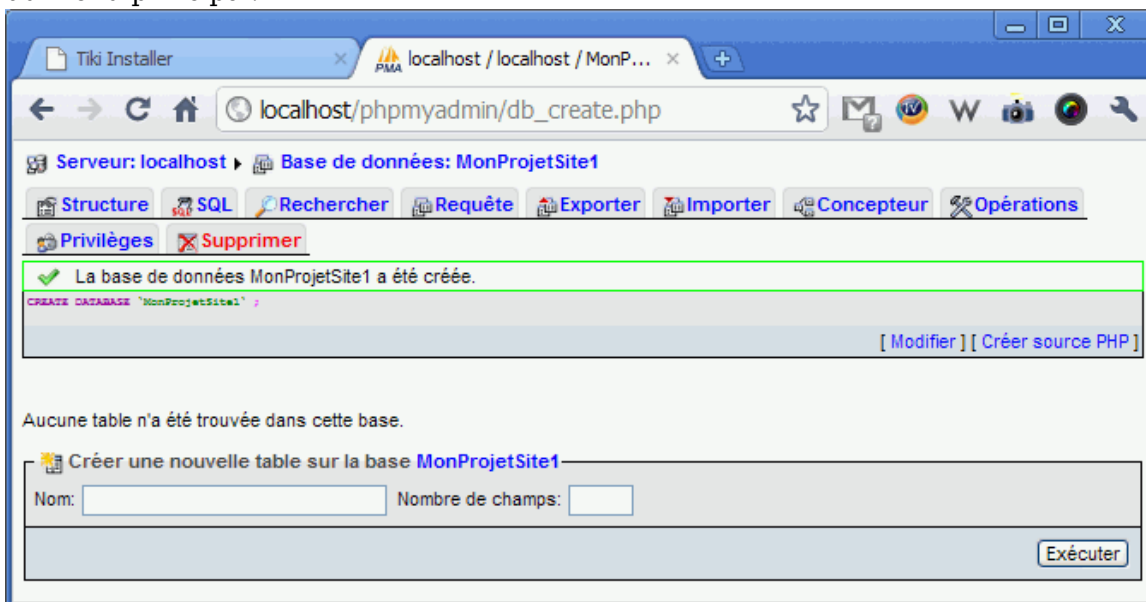 Tiki Installer
PMA localhost / localhost / MonP...
localhost/phpmyadmin/db_create.php
Serveur: localhost Base de données: MonProjetSite1
Structure SQL Rechercher Requête Exporter Importer Concepteur Opérations
Privilèges Supprimer
La base de données MonProjetSite1 a été créée.
CREATE DATABASE `MonProjetSite1` ;
[ Modifier ] [ Créer source PHP ]
Aucune table n'a été trouvée dans cette base.
Créer une nouvelle table sur la base MonProjetSite1
Nom: Nombre de champs:
Exécuter